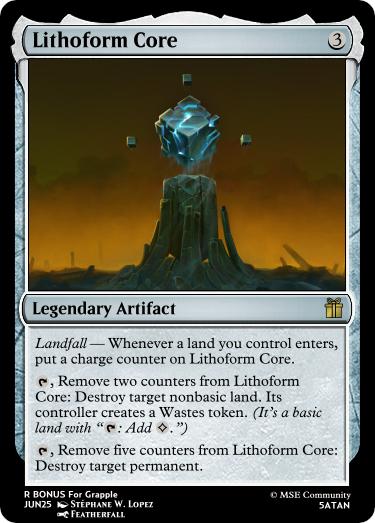 Lithoform Core 3
Legendary Artifact
Landfall — Whenever a land you control enters,
put a charge counter on Lithoform Core.
, Remove two counters from Lithoform
Core: Destroy target nonbasic land. Its
controller creates a Wastes token. (It's a basic
land with “: Add .”)
, Remove five counters from Lithoform Core:
Destroy target permanent.
R BONUS For Grapple
© MSE Community
JUN25 Stéphane W. Lopez
5ATAN
Featherfall